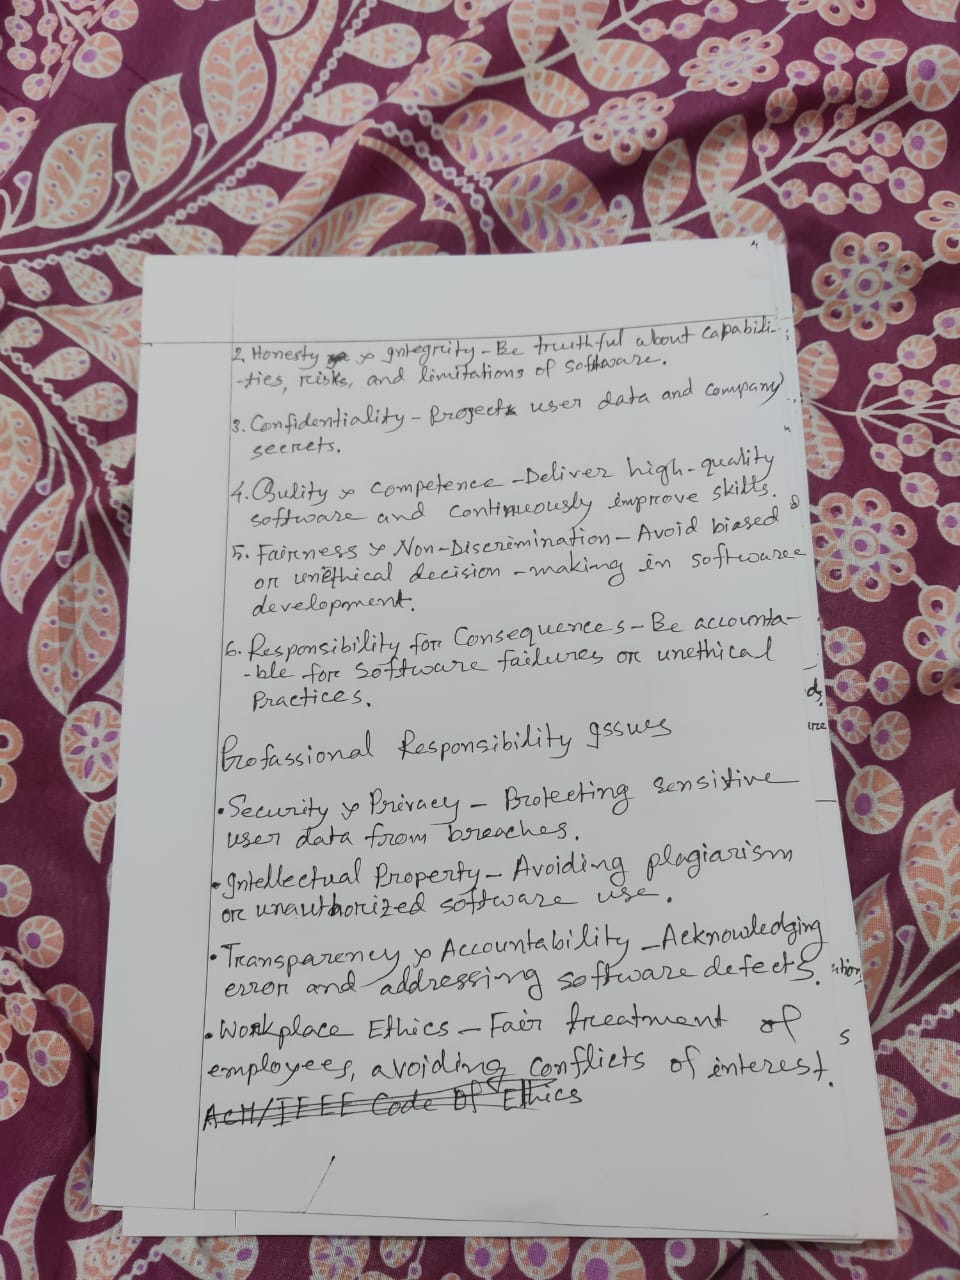 2, Honesty & Integrity - Be truithful about capabili-
-ties, risks, and limitations of software.
3. Confidentiality - Project user data and company
secrets.
4. Qulity & competence - Deliver high-quality
software and continuously improve skills.
5. Fairness & Non-Discrimination - Avoid biased
or unethical decision - making in software
development.
6. Responsibility for Consequences - Be accounta-
-ble for software failures or unethical
Practices.
Profassional Responsibility Issues
• Security & Privacy - Protecting sensitive
user data from breaches.
• Intellectual Property - Avoiding plagiarism
or unauthorized software use.
• Transparency & Accountability - Acknowledging
error and addressing software defects.
• Workplace Ethics - Fair treatment of
employees, avoiding conflicts of interest.
ACM/IEEE Code Of Ethics